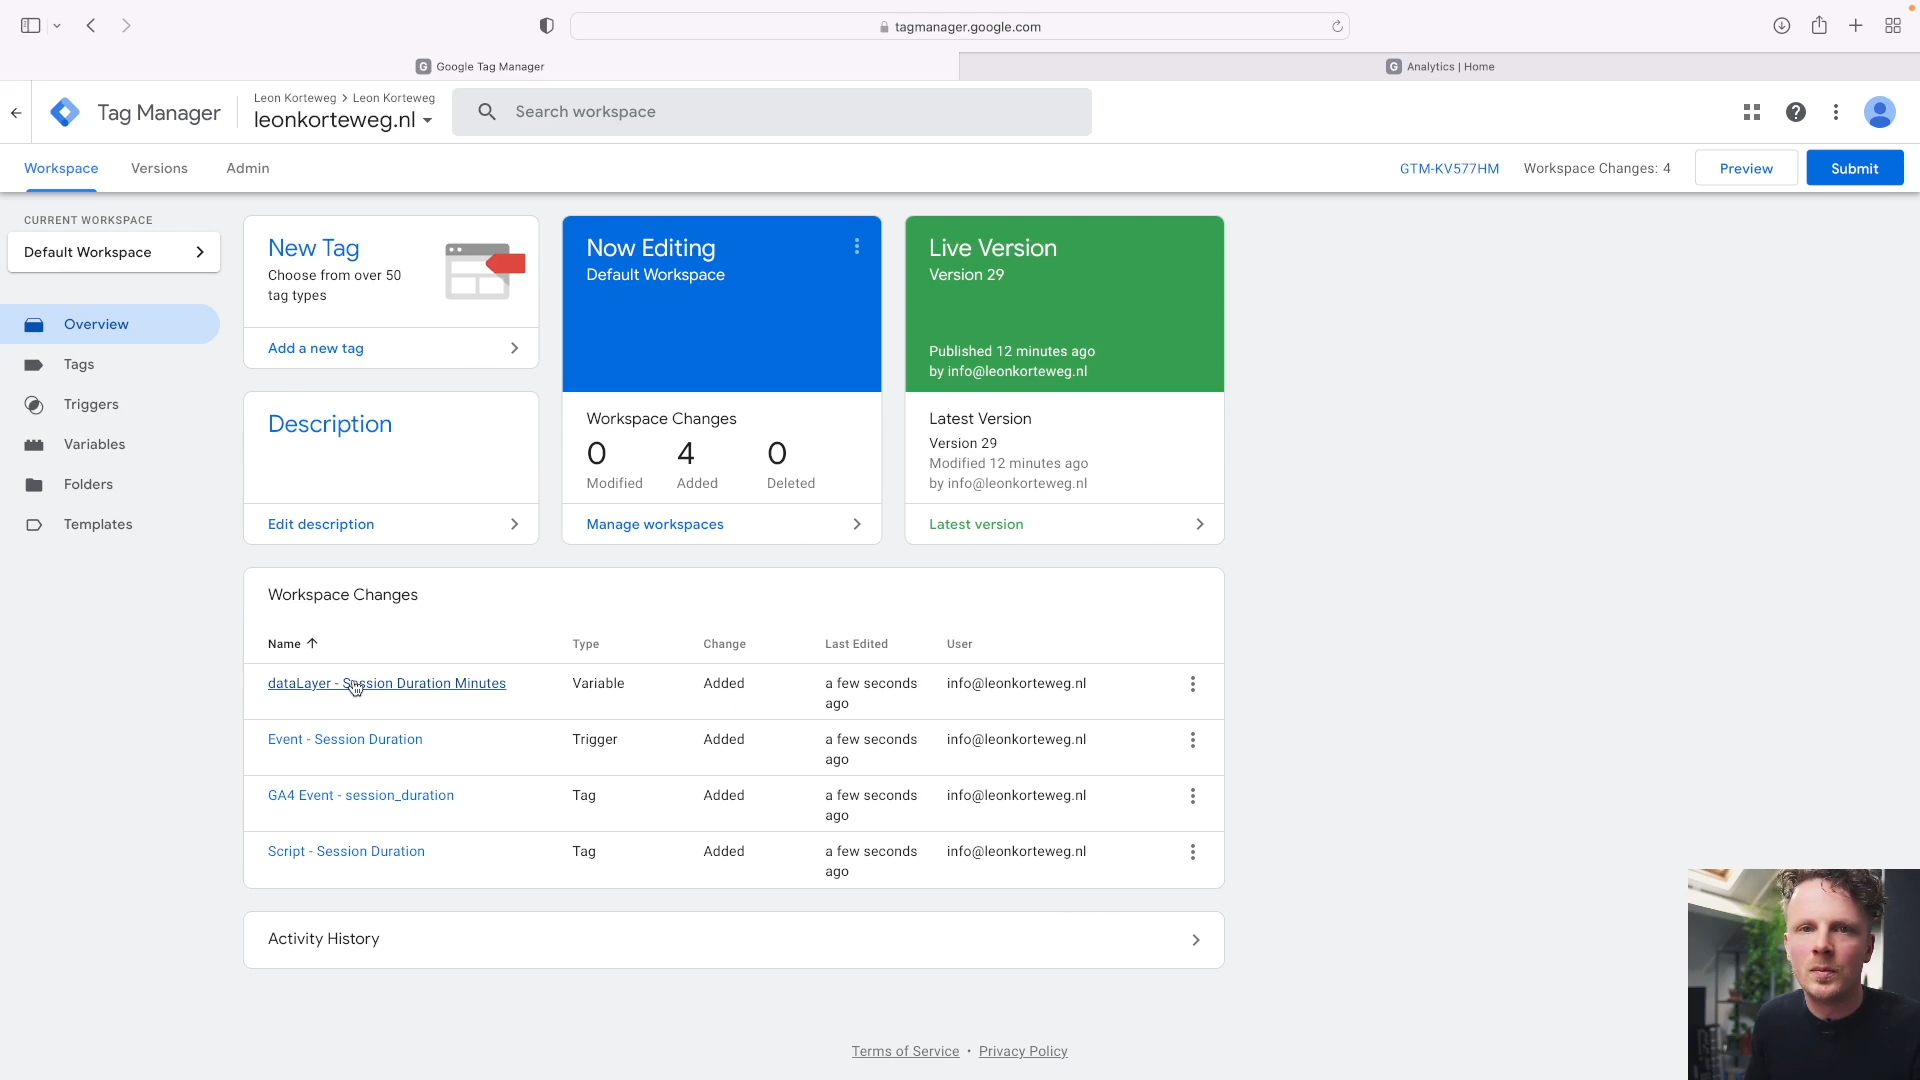 tagmanager.google.com
G Google Tag Manager
G Analytics | Home
Tag Manager
Leon Korteweg > Leon Korteweg
leonkorteweg.nl
Search workspace
Workspace
Versions
Admin
GTM-KV577HM
Workspace Changes: 4
Preview
Submit
CURRENT WORKSPACE
Default Workspace
Overview
Tags
Triggers
Variables
Folders
Templates
New Tag
Choose from over 50
tag types
Add a new tag
Description
Edit description
Now Editing
Default Workspace
Workspace Changes
0 4 0
Modified Added Deleted
Manage workspaces
Live Version
Version 29
Published 12 minutes ago
by info@leonkorteweg.nl
Latest Version
Version 29
Modified 12 minutes ago
by info@leonkorteweg.nl
Latest version
Workspace Changes
Name Type Change Last Edited User
dataLayer - Session Duration Minutes Variable Added a few seconds info@leonkorteweg.nl
ago
Event - Session Duration Trigger Added a few seconds info@leonkorteweg.nl
ago
GA4 Event - session_duration Tag Added a few seconds info@leonkorteweg.nl
ago
Script - Session Duration Tag Added a few seconds info@leonkorteweg.nl
ago
Activity History
Terms of Service • Privacy Policy